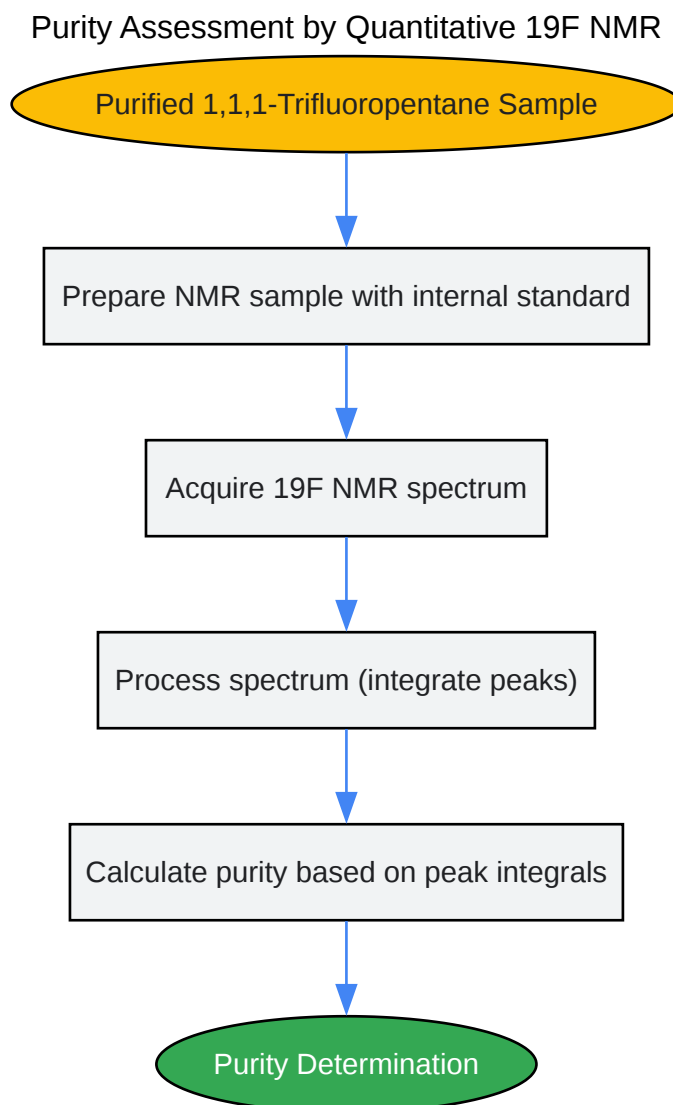 Purity Assessment by Quantitative 19F NMR
Purified 1,1,1-Trifluoropentane Sample
Prepare NMR sample with internal standard
Acquire 19F NMR spectrum
Process spectrum (integrate peaks)
Calculate purity based on peak integrals
Purity Determination